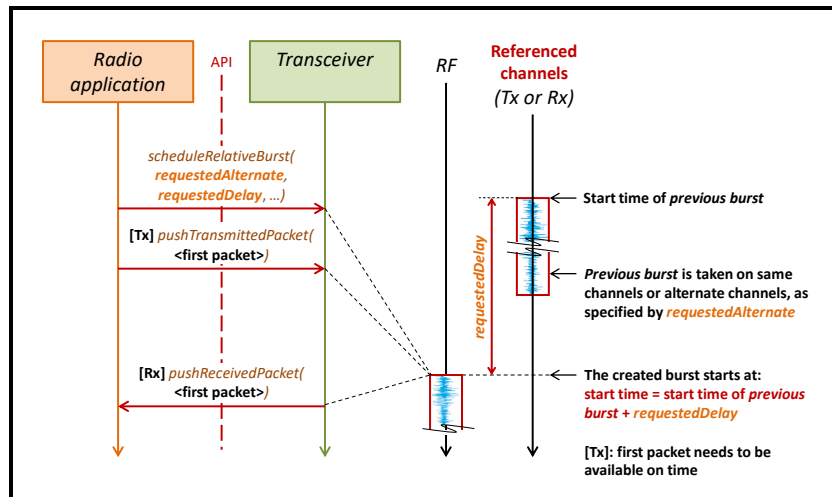 Radio
application
API
Transceiver
RF
Referenced
channels
(Tx or Rx)
scheduleRelativeBurst(
requestedAlternate,
requestedDelay, …)
[Tx] pushTransmittedPacket(
<first packet>)
[Rx] pushReceivedPacket(
<first packet>)
requestedDelay
Start time of previous burst
Previous burst is taken on same
channels or alternate channels, as
specified by requestedAlternate
The created burst starts at:
start time = start time of previous
burst + requestedDelay
[Tx]: first packet needs to be
available on time